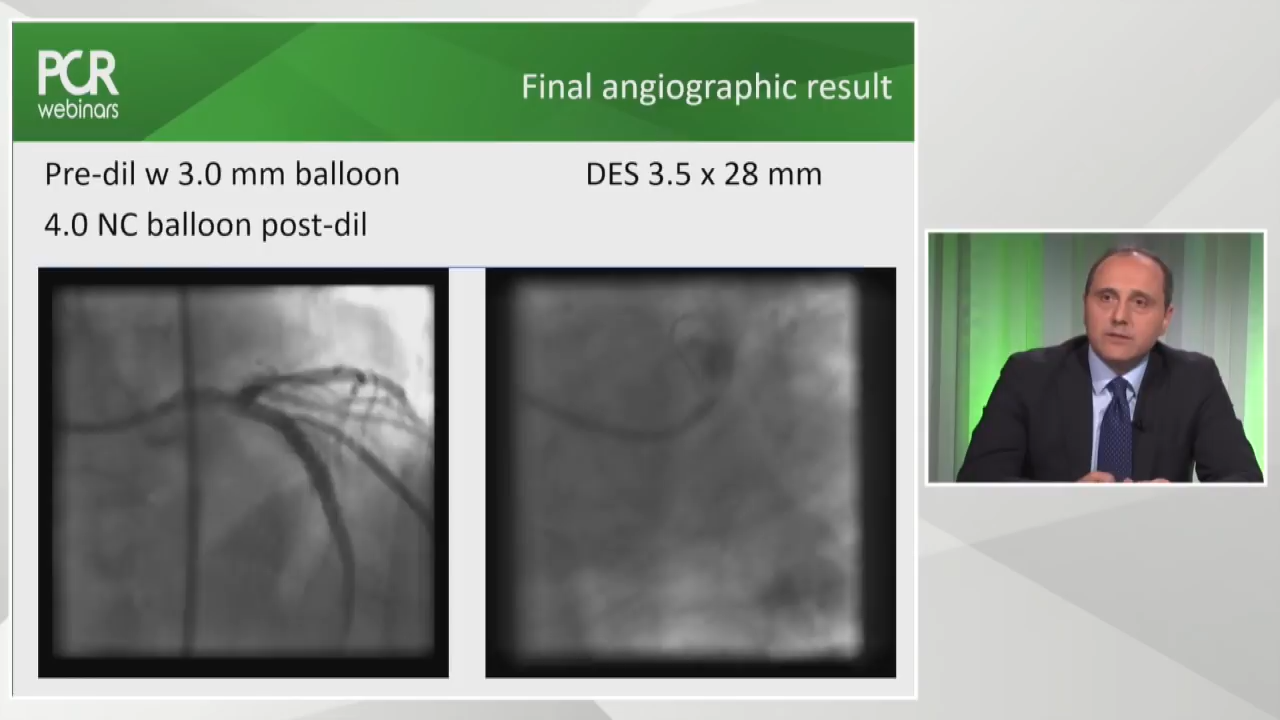 PCR
webinars
Final angiographic result
Pre-dil w 3.0 mm balloon
DES 3.5 x 28 mm
4.0 NC balloon post-dil